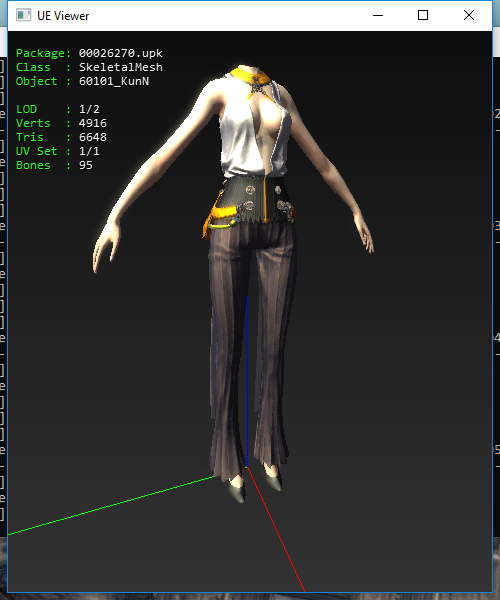 UE Viewer
Package: 00026270.upk
Class : SkeletalMesh
Object : 60101_KunN
LOD : 1/2
Verts : 4916
Tris : 6648
UV Set : 1/1
Bones : 95